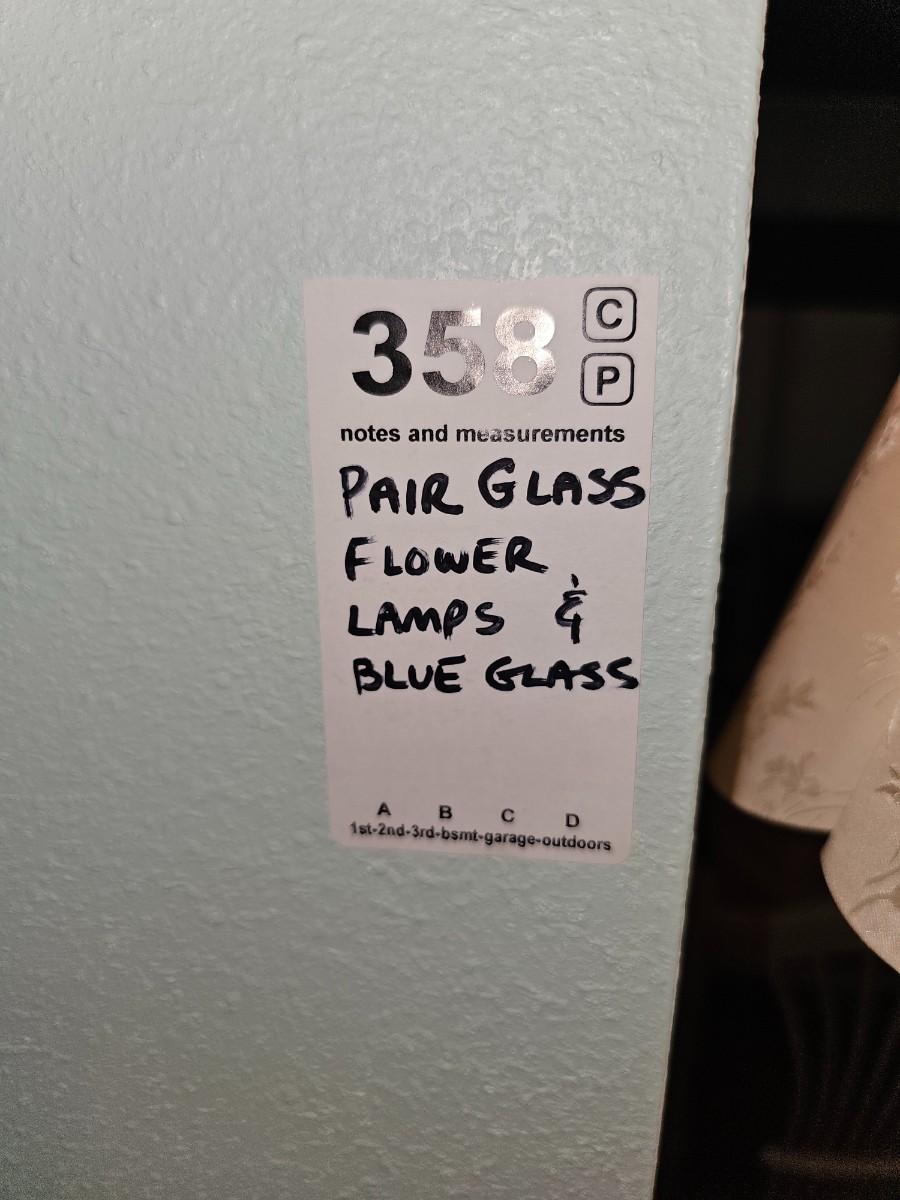 358 C
P
notes and measurements
PAIR GLASS
FLOWER
LAMPS &
BLUE GLASS
A B C D
1st-2nd-3rd-bsmt-garage-outdoors